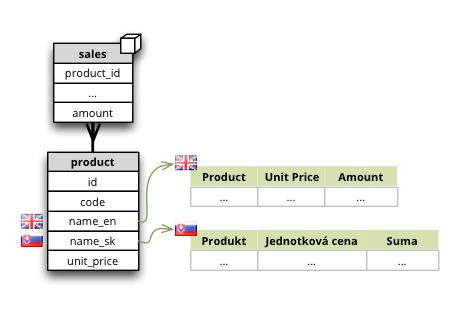 sales
product_id
...
amount
product
id
code
name_en
name_sk
unit_price
Product Unit Price Amount
... ... ...
Produkt Jednotková cena Suma
... ... ...